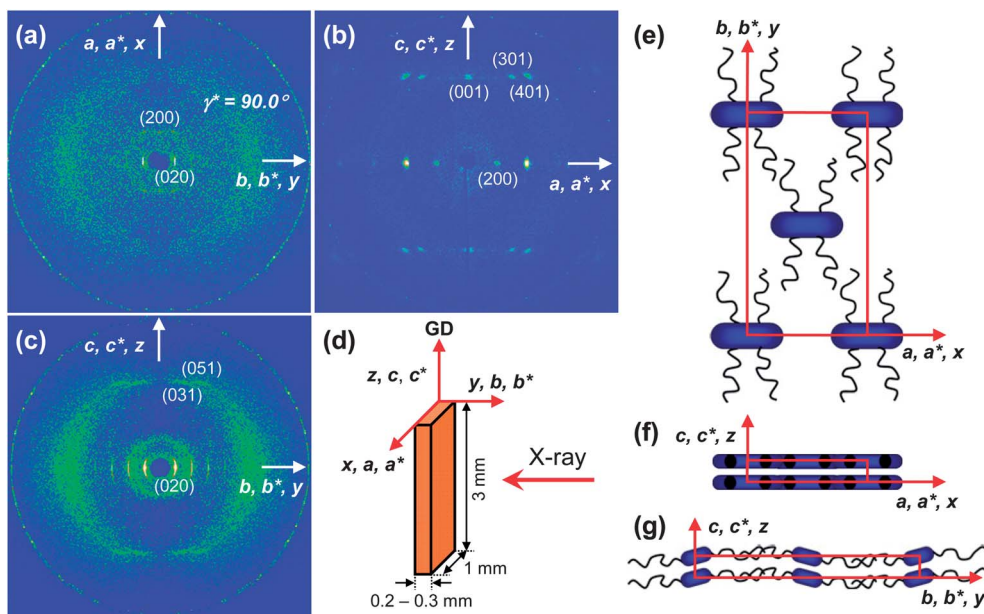 (a)
a, a*, x
γ* = 90.0°
(200)
(020)
b, b*, y
(b)
c, c*, z
(301)
(001)
(401)
(200)
a, a*, x
(c)
c, c*, z
(051)
(031)
(020)
b, b*, y
(d)
GD
z, c, c*
y, b, b*
x, a, a*
3 mm
X-ray
1 mm
0.2 – 0.3 mm
(e)
b, b*, y
a, a*, x
(f)
c, c*, z
a, a*, x
(g)
c, c*, z
b, b*, y